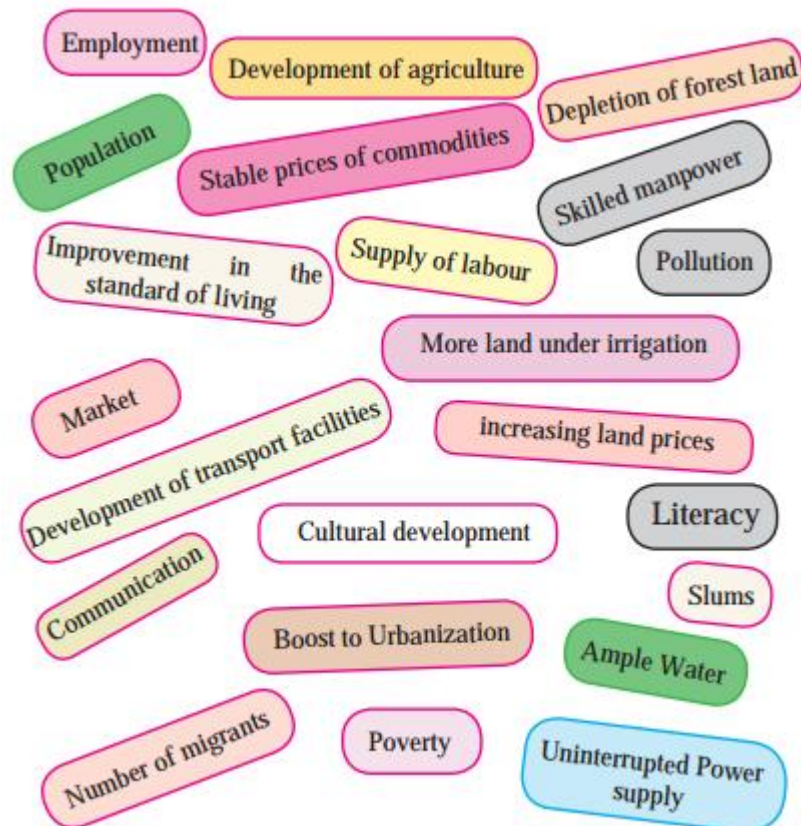 Employment
Development of agriculture
Depletion of forest land
Population
Stable prices of commodities
Skilled manpower
Improvement in the
standard of living
Supply of labour
Pollution
More land under irrigation
Market
increasing land prices
Development of transport facilities
Literacy
Cultural development
Communication
Slums
Boost to Urbanization
Ample Water
Number of migrants
Poverty
Uninterrupted Power
supply